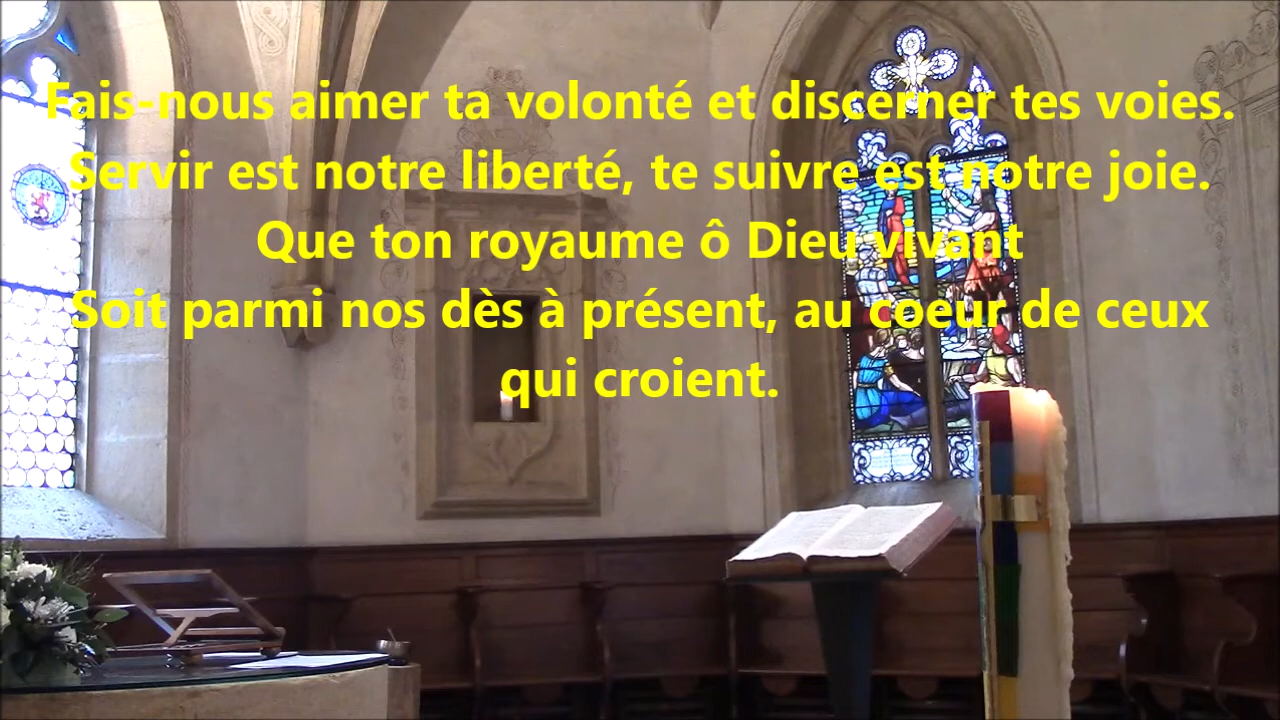 Fais-nous aimer ta volonté et discerner tes voies.
Servir est notre liberté, te suivre est notre joie.
Que ton royaume ô Dieu vivant
Soit parmi nos dès à présent, au coeur de ceux
qui croient.